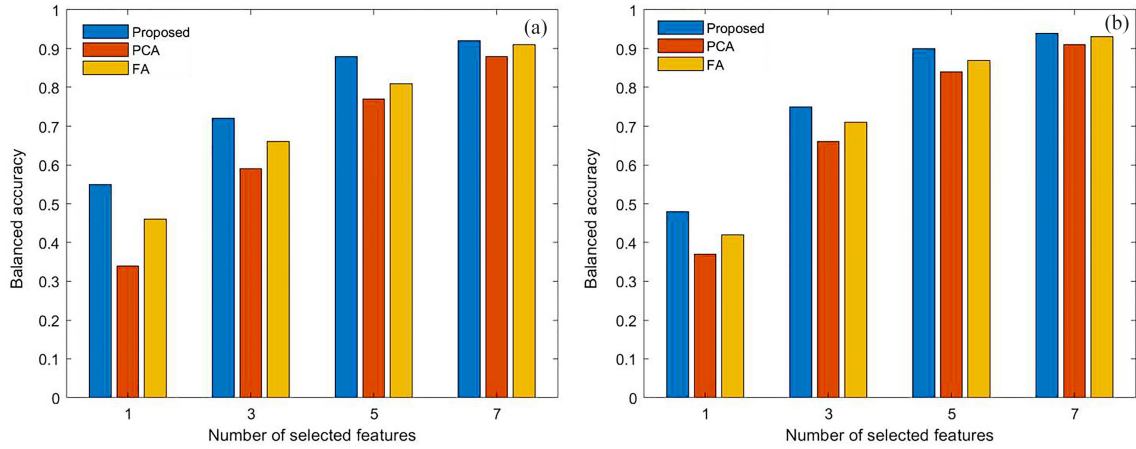 (a)
Proposed
PCA
FA
1
0.9
0.8
0.7
0.6
0.5
0.4
0.3
0.2
0.1
0
Balanced accuracy
1 3 5 7
Number of selected features
(b)
Proposed
PCA
FA
1
0.9
0.8
0.7
0.6
0.5
0.4
0.3
0.2
0.1
0
Balanced accuracy
1 3 5 7
Number of selected features